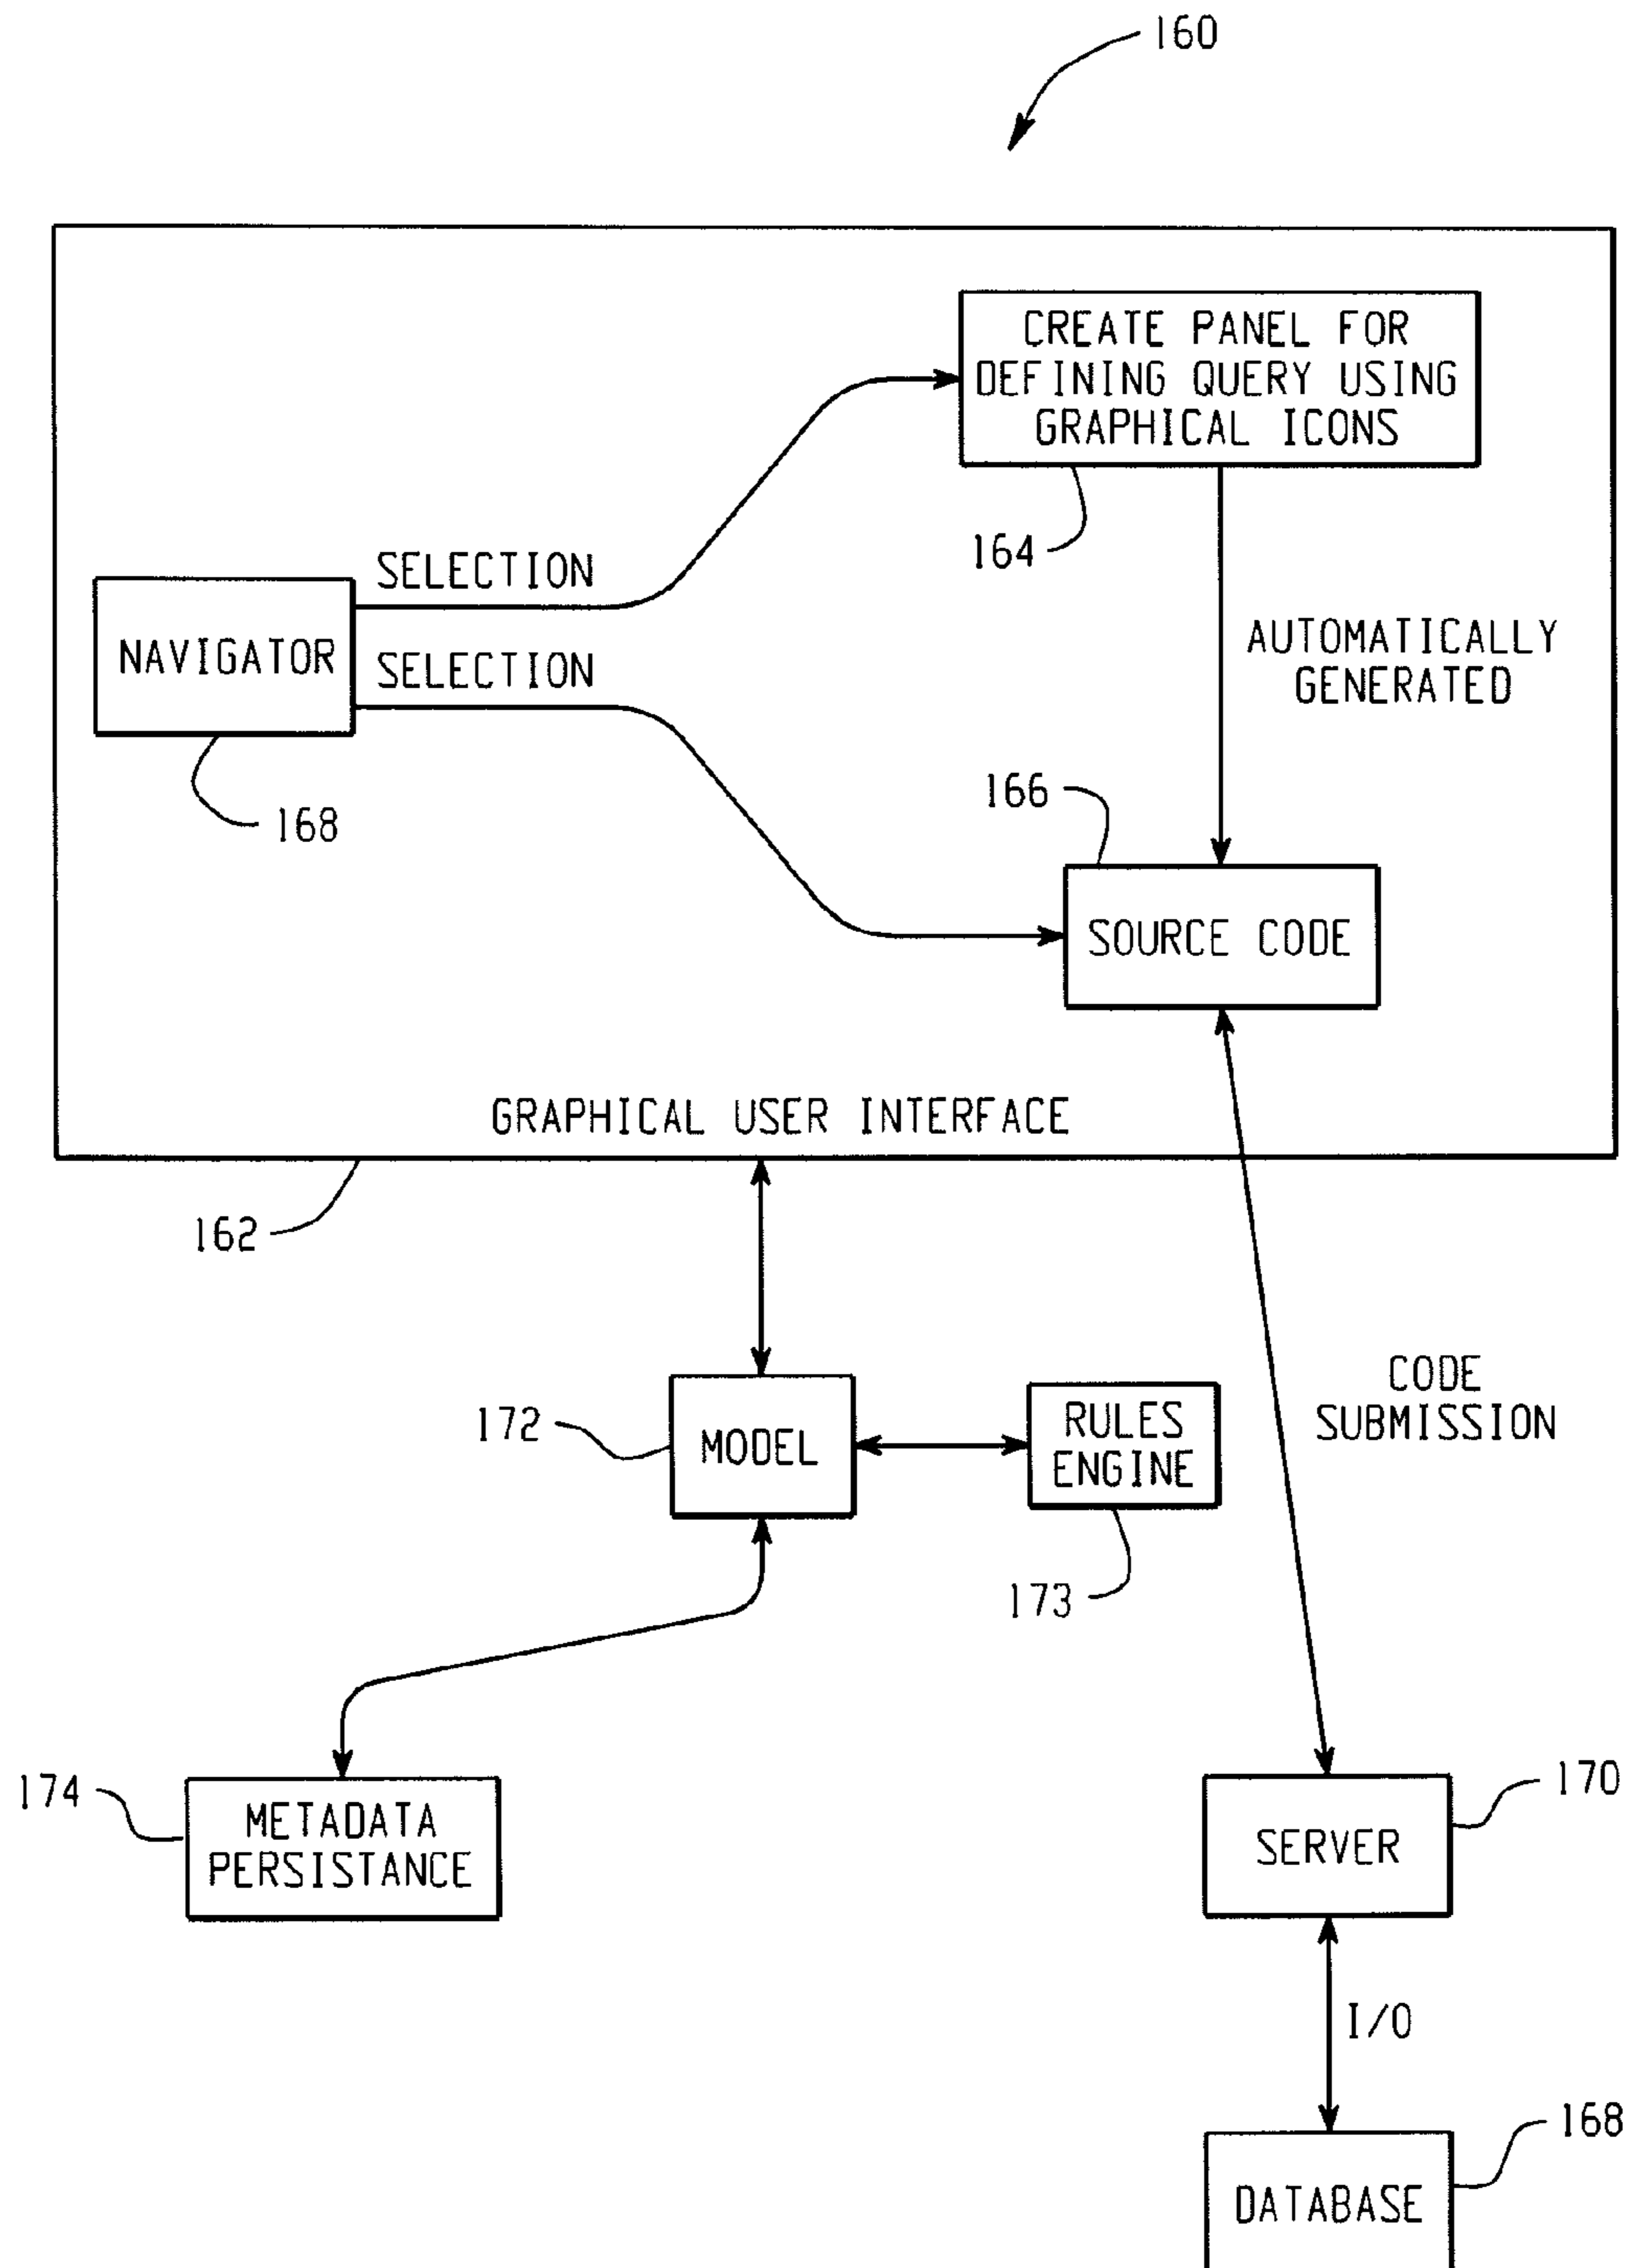 160
CREATE PANEL FOR
DEFINING QUERY USING
GRAPHICAL ICONS
164
SELECTION
NAVIGATOR
SELECTION
168
AUTOMATICALLY
GENERATED
166
SOURCE CODE
GRAPHICAL USER INTERFACE
162
172
MODEL
RULES
ENGINE
173
CODE
SUBMISSION
174
METADATA
PERSISTANCE
170
SERVER
I/O
168
DATABASE